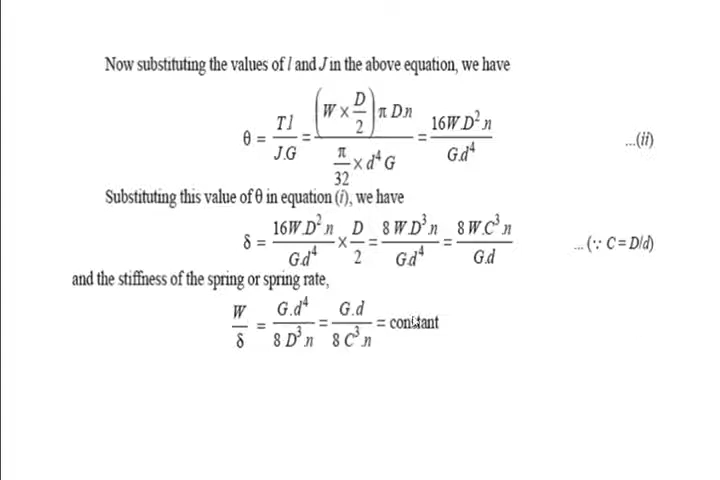 Now substituting the values of l and J in the above equation, we have
θ = T l / J.G = (W × D/2) π D.n / (π/32 × d⁴ G) = 16W.D².n / G.d⁴ ...(ii)
Substituting this value of θ in equation (i), we have
δ = 16W.D².n / G.d⁴ × D/2 = 8 W.D³.n / G.d⁴ = 8 W.C³.n / G.d ...(∵ C = D/d)
and the stiffness of the spring or spring rate,
W/δ = G.d⁴ / 8 D³.n = G.d / 8 C³.n = constant